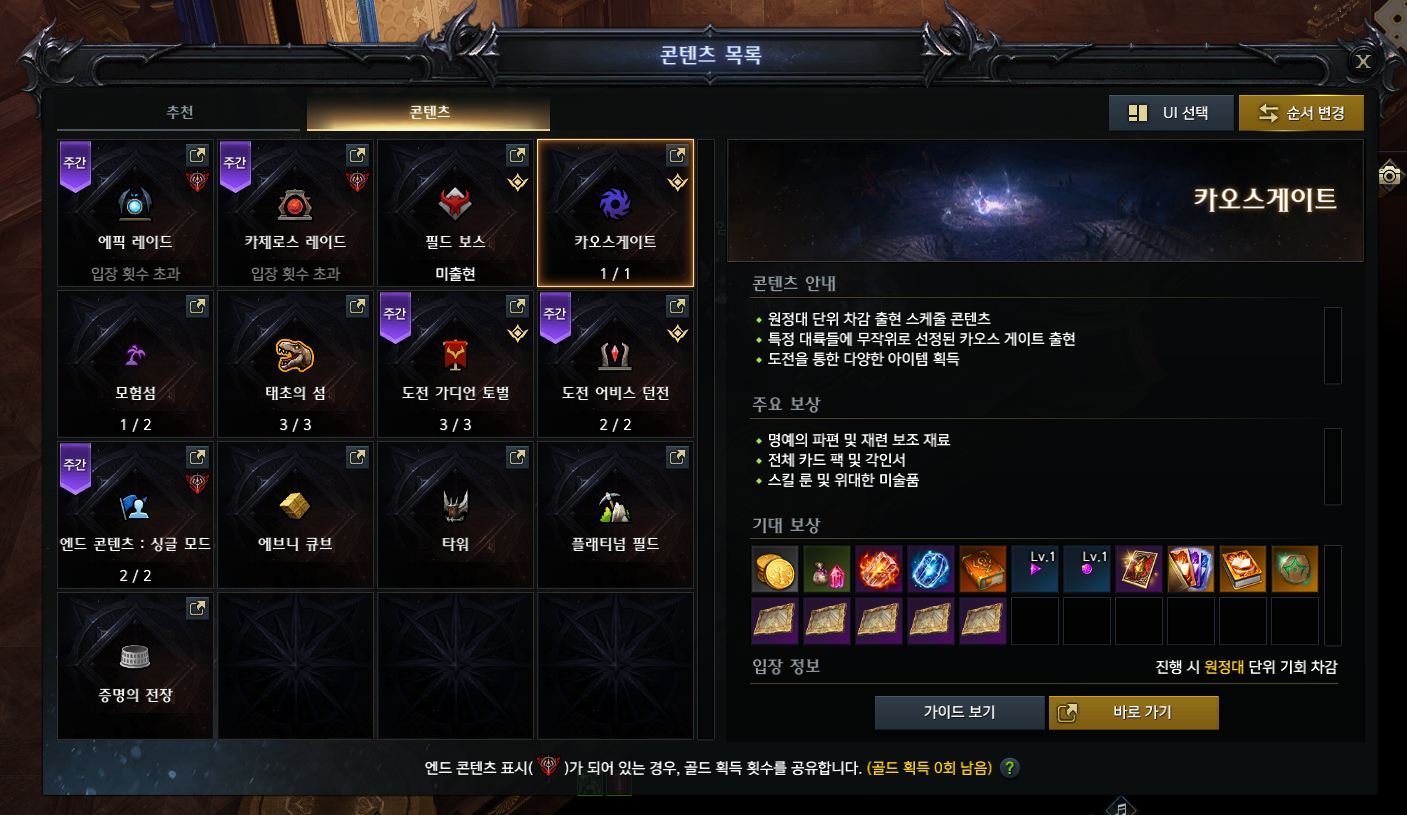 콘텐츠 목록
X
추천
콘텐츠
UI 선택
순서 변경
주간
에픽 레이드
입장 횟수 초과
주간
카제로스 레이드
입장 횟수 초과
필드 보스
미출현
카오스게이트
1 / 1
모험섬
1 / 2
태초의 섬
3 / 3
주간
도전 가디언 토벌
3 / 3
주간
도전 어비스 던전
2 / 2
주간
엔드 콘텐츠 : 싱글 모드
2 / 2
에브니 큐브
타워
플래티넘 필드
증명의 전장
카오스게이트
콘텐츠 안내
원정대 단위 차감 출현 스케줄 콘텐츠
특정 대륙들에 무작위로 선정된 카오스 게이트 출현
도전을 통한 다양한 아이템 획득
주요 보상
명예의 파편 및 재련 보조 재료
전체 카드 팩 및 각인서
스킬 룬 및 위대한 미술품
기대 보상
Lv.1
Lv.1
입장 정보
진행 시 원정대 단위 기회 차감
가이드 보기
바로 가기
엔드 콘텐츠 표시( )가 되어 있는 경우, 골드 획득 횟수를 공유합니다. (골드 획득 0회 남음) ?